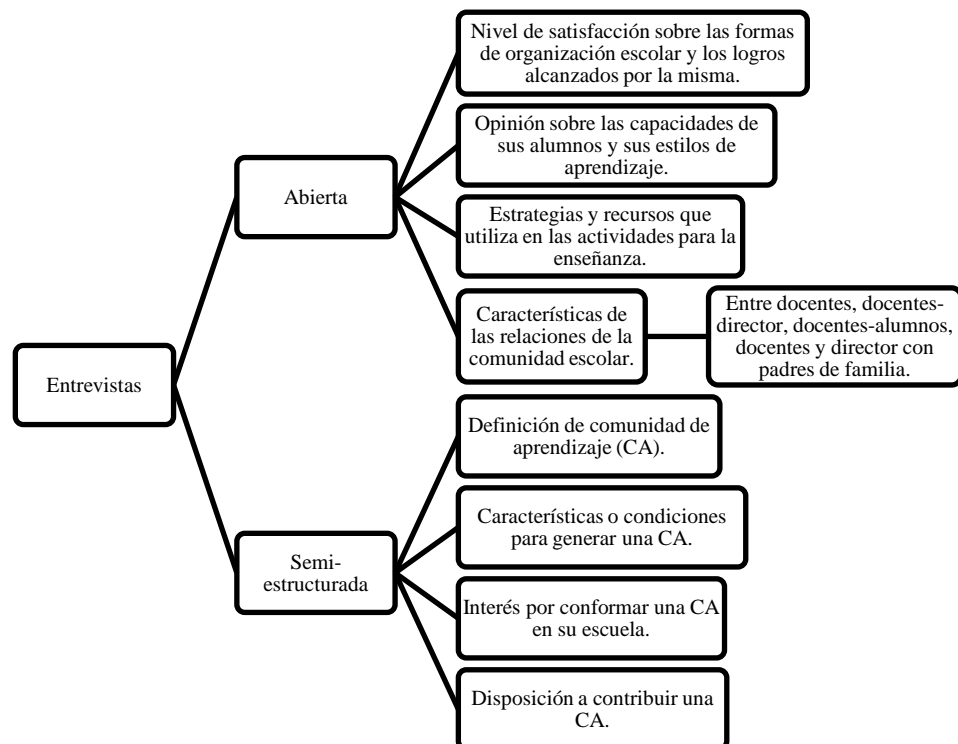 Entrevistas
Abierta
Nivel de satisfacción sobre las formas
de organización escolar y los logros
alcanzados por la misma.
Opinión sobre las capacidades de
sus alumnos y sus estilos de
aprendizaje.
Estrategias y recursos que
utiliza en las actividades para la
enseñanza.
Características de
las relaciones de la
comunidad escolar.
Entre docentes, docentes-
director, docentes-alumnos,
docentes y director con
padres de familia.
Semi-
estructurada
Definición de comunidad de
aprendizaje (CA).
Características o condiciones
para generar una CA.
Interés por conformar una CA
en su escuela.
Disposición a contribuir una
CA.